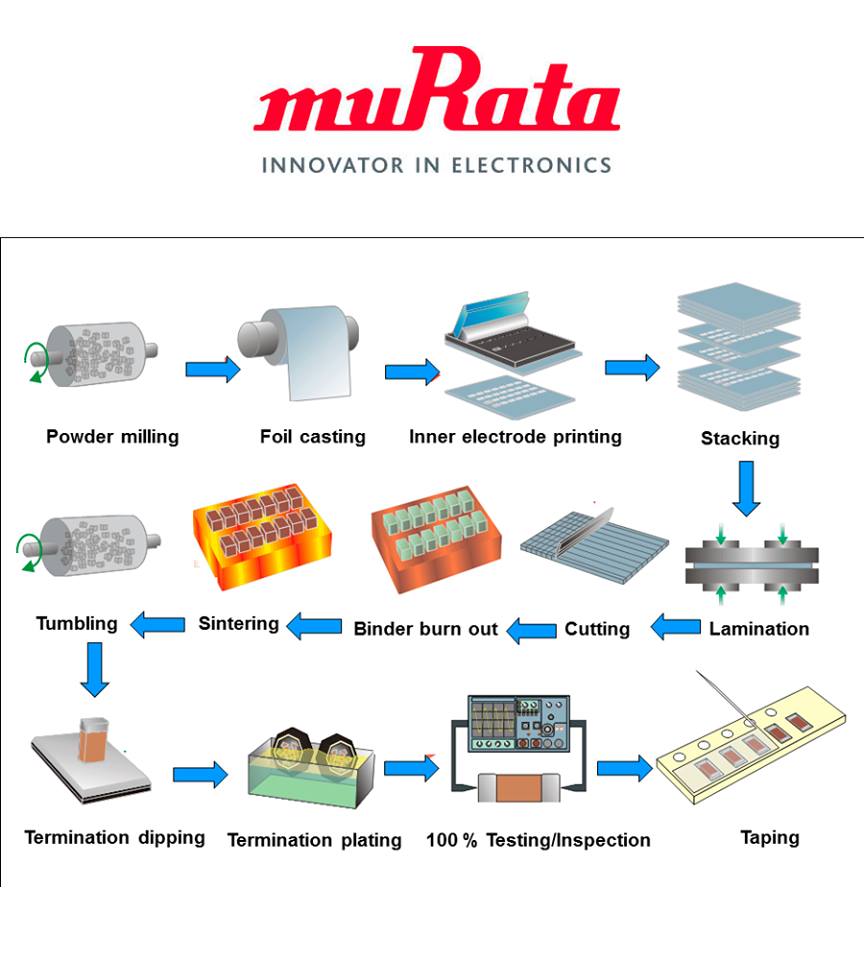 muRata
INNOVATOR IN ELECTRONICS
Powder milling
Foil casting
Inner electrode printing
Stacking
Lamination
Cutting
Binder burn out
Sintering
Tumbling
Termination dipping
Termination plating
100 % Testing/Inspection
Taping